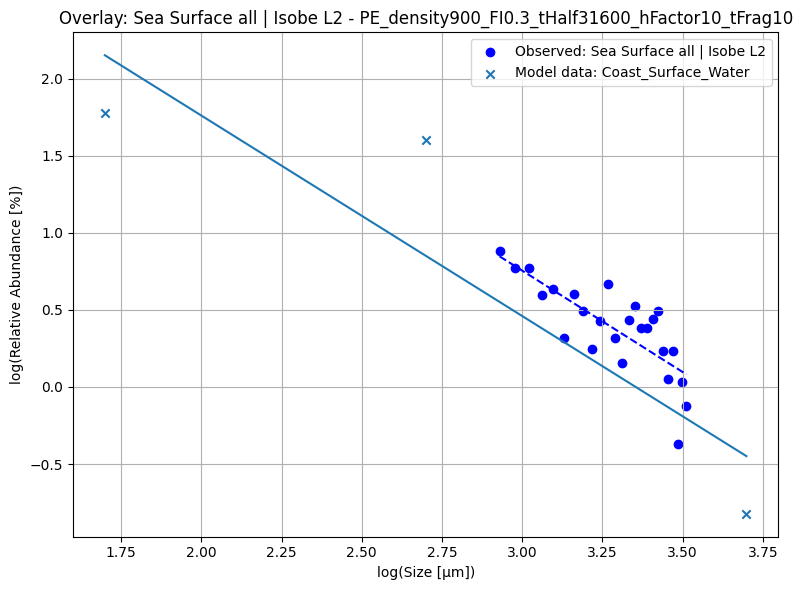 Overlay: Sea Surface all | Isobe L2 - PE_density900_FI0.3_tHalf31600_hFactor10_tFrag10
Observed: Sea Surface all | Isobe L2
Model data: Coast_Surface_Water
log(Relative Abundance [%])
2.0
1.5
1.0
0.5
0.0
−0.5
1.75 2.00 2.25 2.50 2.75 3.00 3.25 3.50 3.75
log(Size [μm])